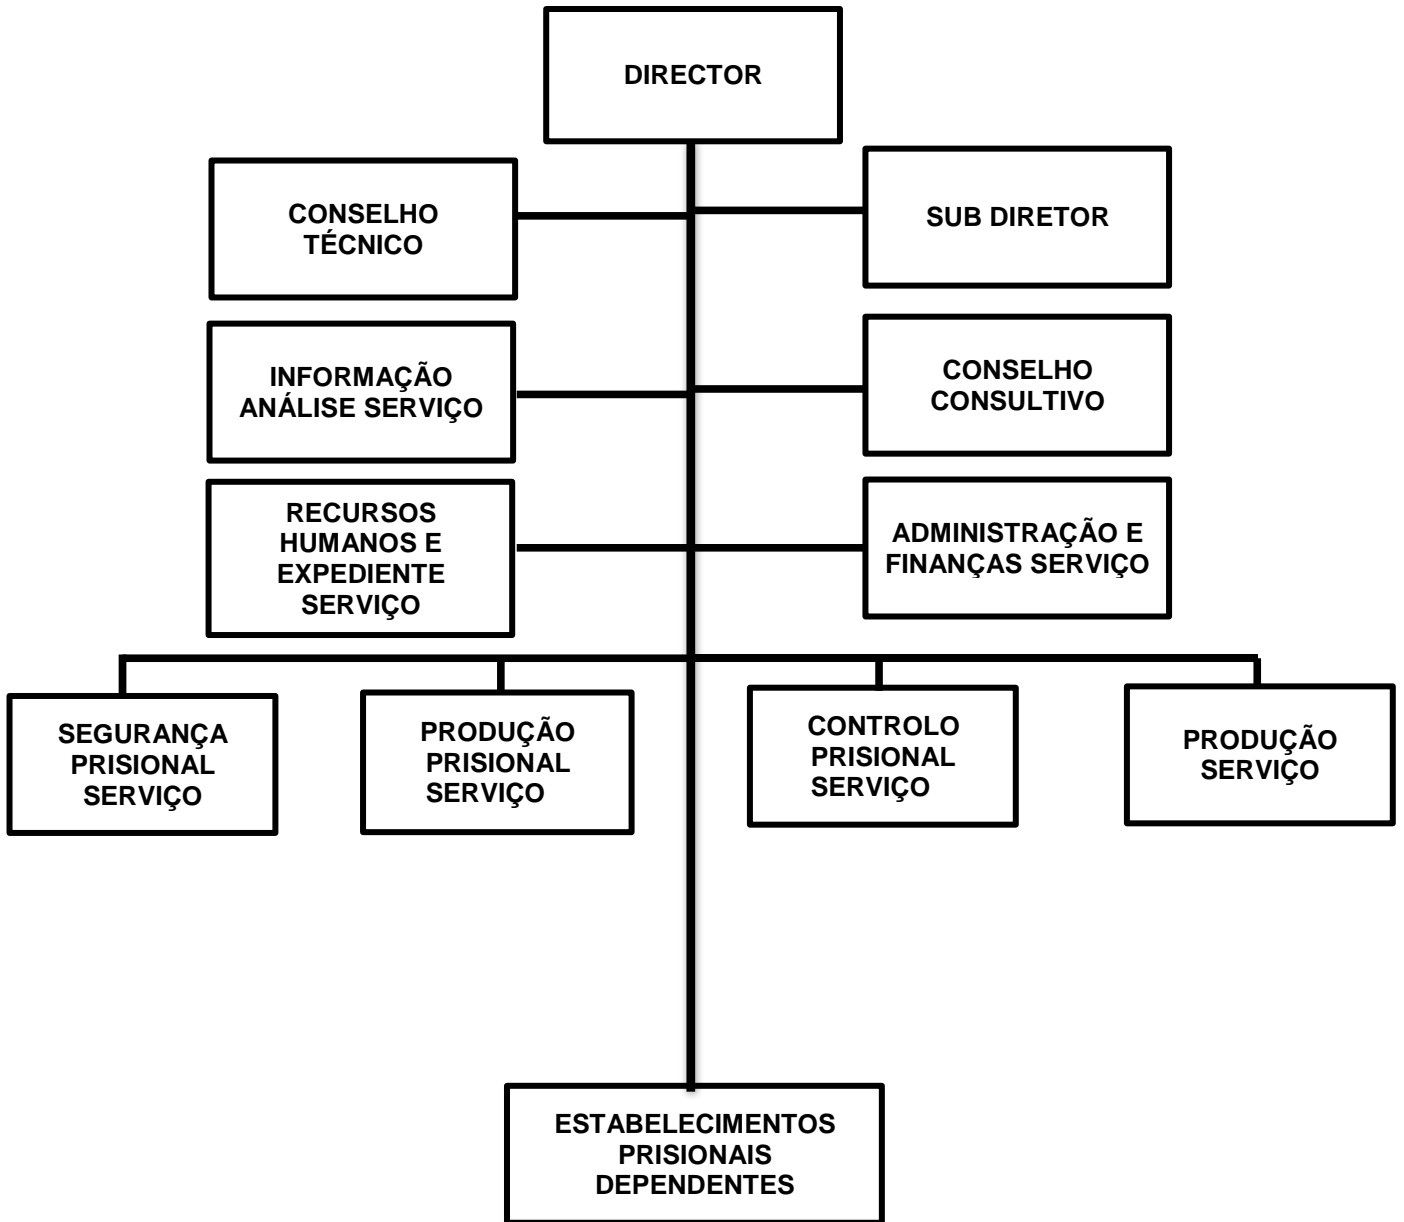 DIRECTOR
CONSELHO
TÉCNICO
SUB DIRETOR
INFORMAÇÃO
ANÁLISE SERVIÇO
CONSELHO
CONSULTIVO
RECURSOS
HUMANOS E
EXPEDIENTE
SERVIÇO
ADMINISTRAÇÃO E
FINANÇAS SERVIÇO
SEGURANÇA
PRISIONAL
SERVIÇO
PRODUÇÃO
PRISIONAL
SERVIÇO
CONTROLO
PRISIONAL
SERVIÇO
PRODUÇÃO
SERVIÇO
ESTABELECIMENTOS
PRISIONAIS
DEPENDENTES